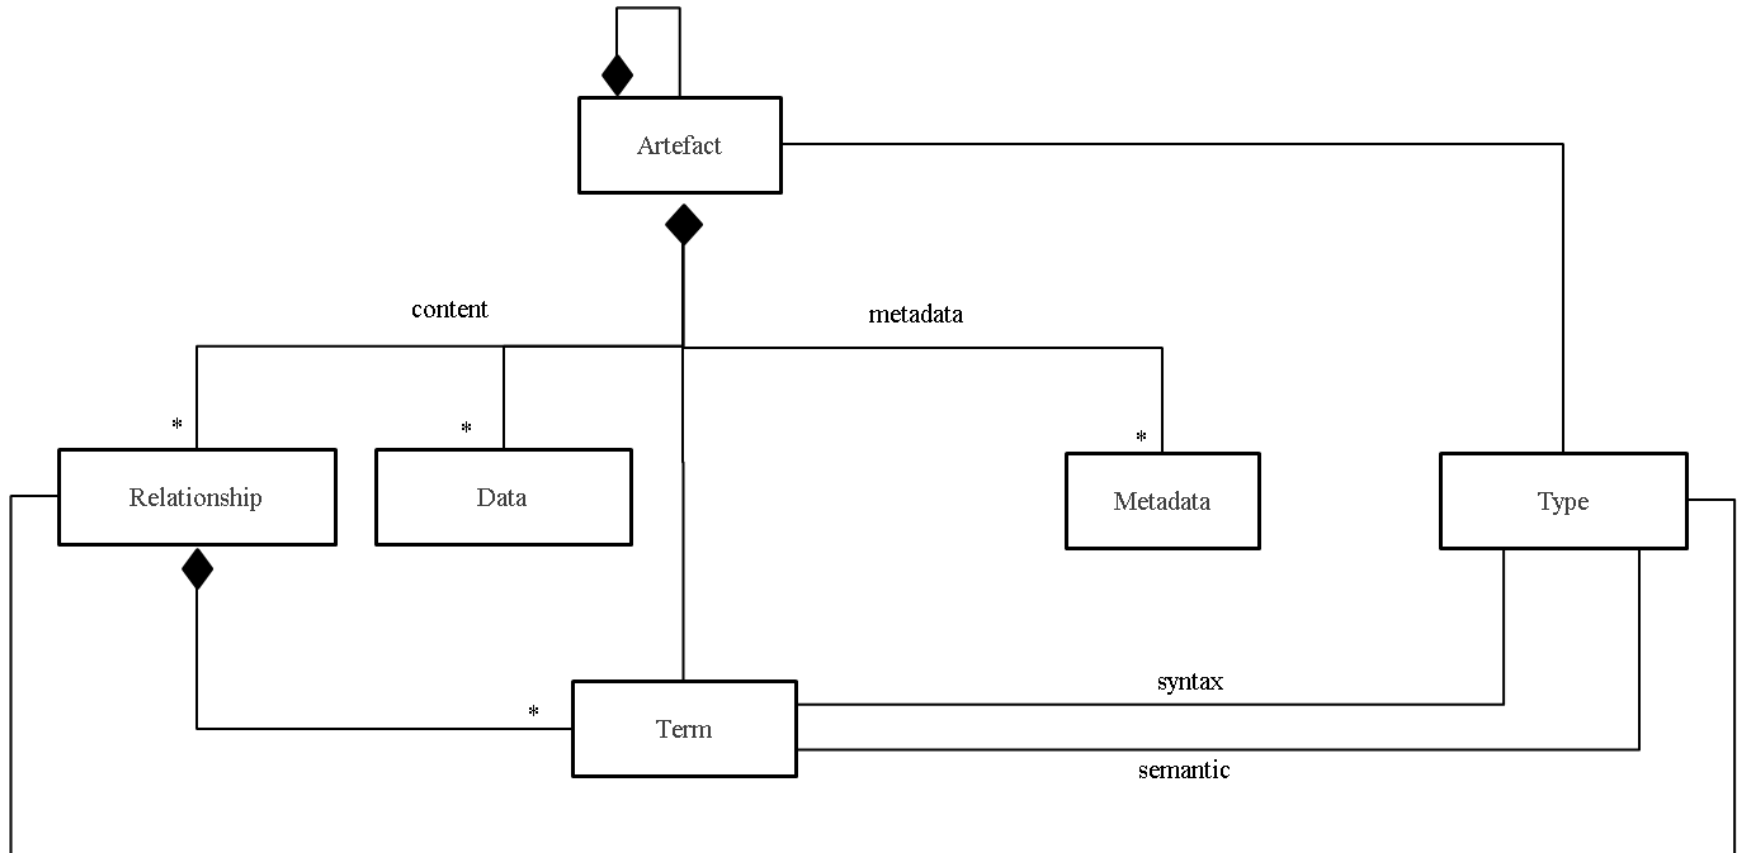 Artefact
content
metadata
*
*
*
Relationship
Data
Metadata
Type
syntax
*
Term
semantic